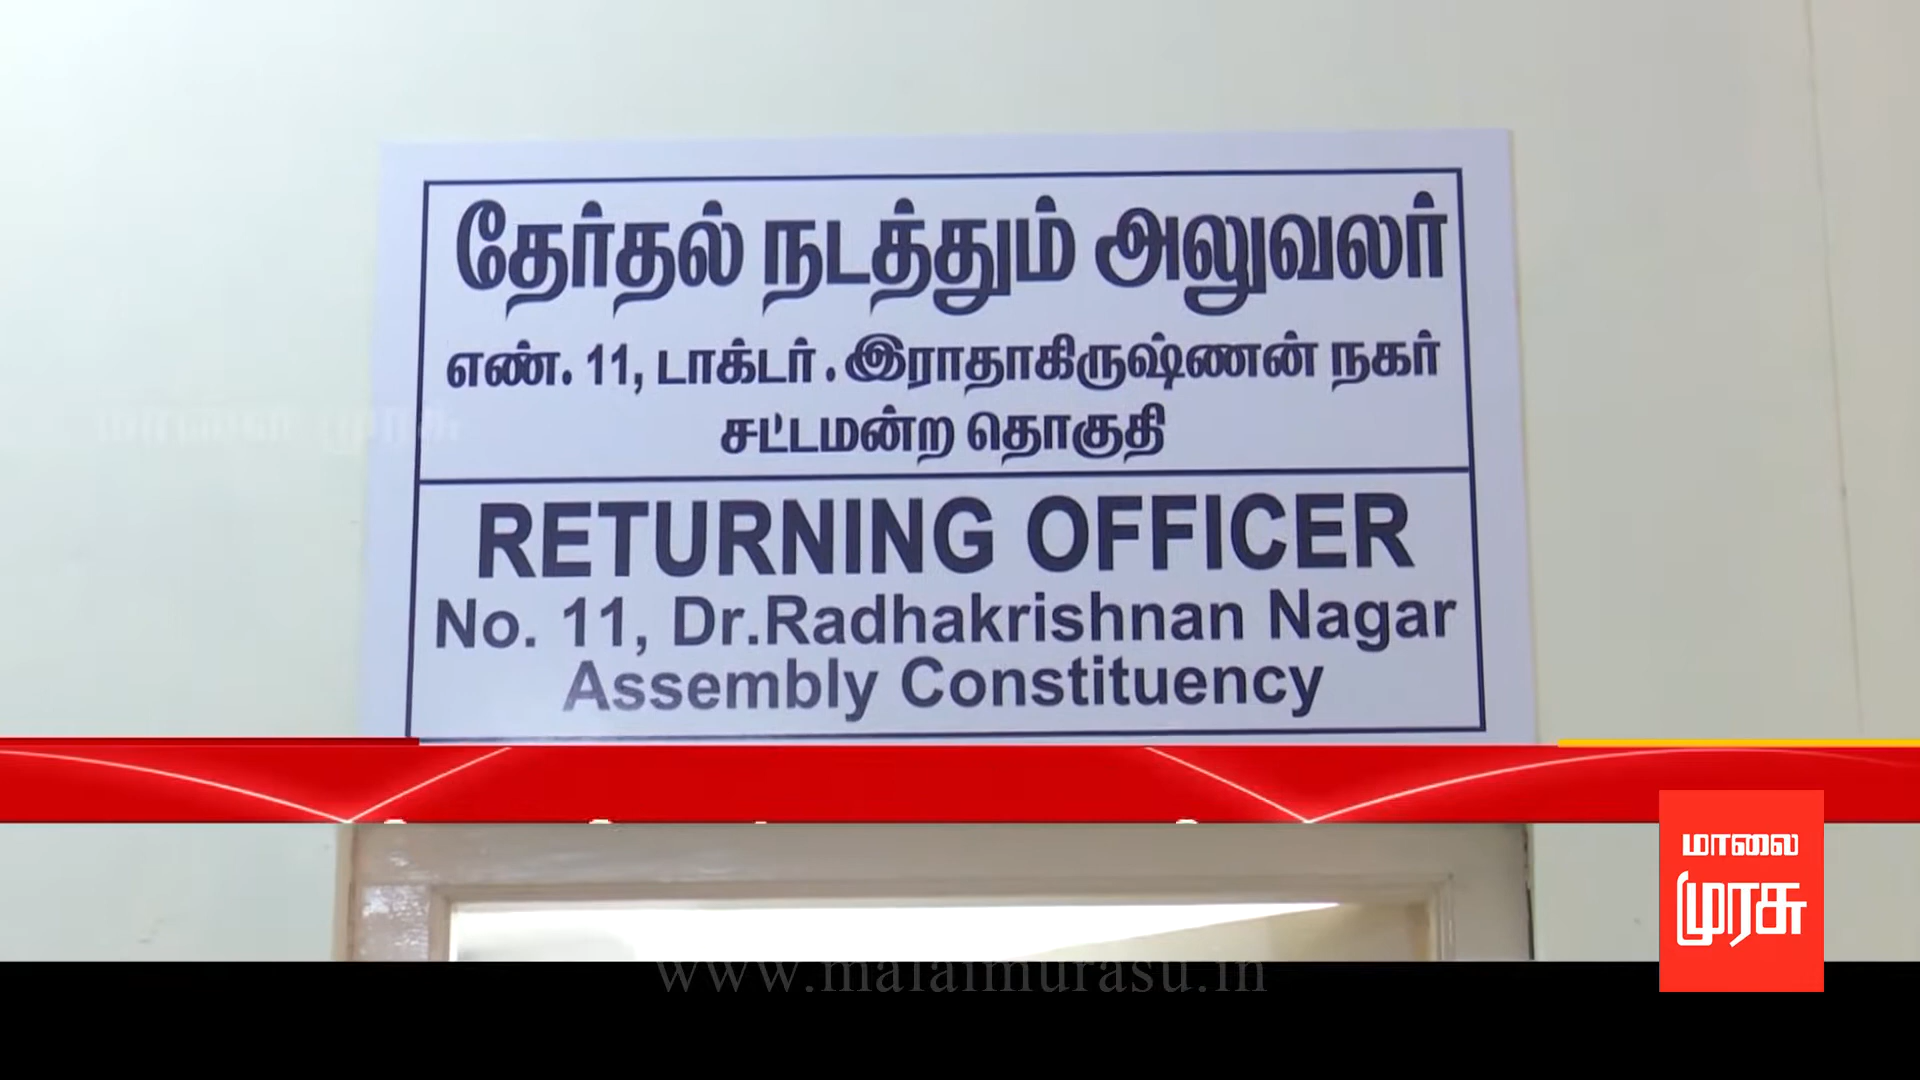 தேர்தல் நடத்தும் அலுவலர்
எண். 11, டாக்டர் . இராதாகிருஷ்ணன் நகர்
சட்டமன்ற தொகுதி
RETURNING OFFICER
No. 11, Dr.Radhakrishnan Nagar
Assembly Constituency
மாலை முரசு
மாலை
முரசு
www.malaimurasu.in